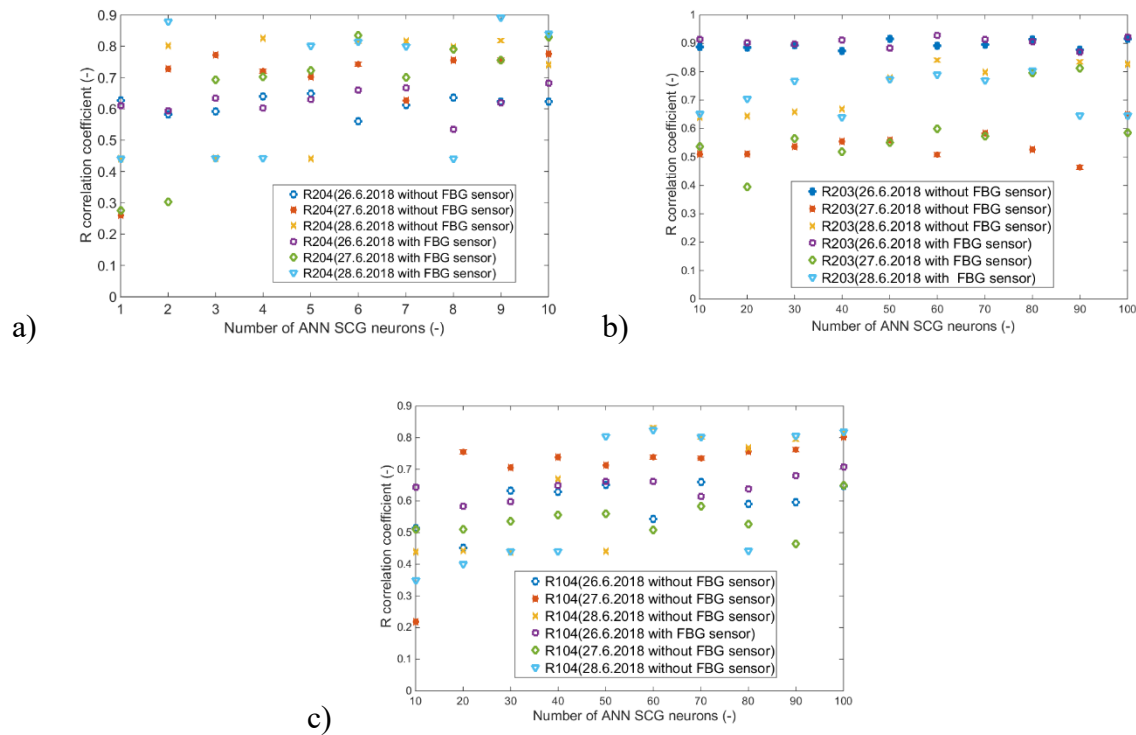 0.9
0.8
0.7
0.6
0.5
0.4
0.3
0.2
0.1
0
R correlation coefficient (-)
R204(26.6.2018 without FBG sensor)
R204(27.6.2018 without FBG sensor)
R204(28.6.2018 without FBG sensor)
R204(26.6.2018 with FBG sensor)
R204(27.6.2018 with FBG sensor)
R204(28.6.2018 with FBG sensor)
1 2 3 4 5 6 7 8 9 10
Number of ANN SCG neurons (-)
a)
1
0.9
0.8
0.7
0.6
0.5
0.4
0.3
0.2
0.1
0
R correlation coefficient (-)
R203(26.6.2018 without FBG sensor)
R203(27.6.2018 without FBG sensor)
R203(28.6.2018 without FBG sensor)
R203(26.6.2018 with FBG sensor)
R203(27.6.2018 with FBG sensor)
R203(28.6.2018 with FBG sensor)
10 20 30 40 50 60 70 80 90 100
Number of ANN SCG neurons (-)
b)
0.9
0.8
0.7
0.6
0.5
0.4
0.3
0.2
0.1
0
R correlation coefficient (-)
R104(26.6.2018 without FBG sensor)
R104(27.6.2018 without FBG sensor)
R104(28.6.2018 without FBG sensor)
R104(26.6.2018 with FBG sensor)
R104(27.6.2018 without FBG sensor)
R104(28.6.2018 without FBG sensor)
10 20 30 40 50 60 70 80 90 100
Number of ANN SCG neurons (-)
c)